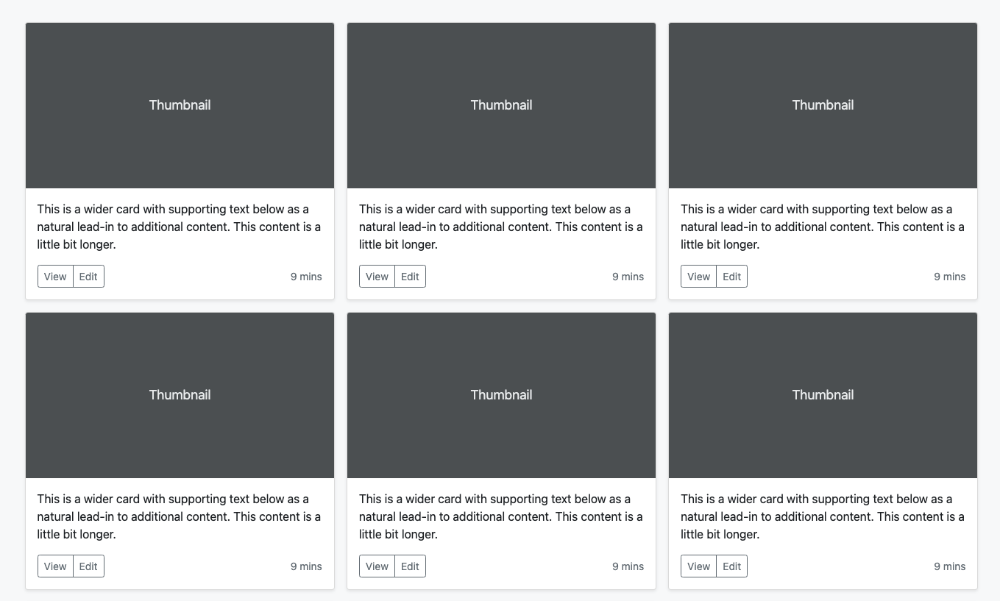 Thumbnail
This is a wider card with supporting text below as a
natural lead-in to additional content. This content is a
little bit longer.
View Edit 9 mins
Thumbnail
This is a wider card with supporting text below as a
natural lead-in to additional content. This content is a
little bit longer.
View Edit 9 mins
Thumbnail
This is a wider card with supporting text below as a
natural lead-in to additional content. This content is a
little bit longer.
View Edit 9 mins
Thumbnail
This is a wider card with supporting text below as a
natural lead-in to additional content. This content is a
little bit longer.
View Edit 9 mins
Thumbnail
This is a wider card with supporting text below as a
natural lead-in to additional content. This content is a
little bit longer.
View Edit 9 mins
Thumbnail
This is a wider card with supporting text below as a
natural lead-in to additional content. This content is a
little bit longer.
View Edit 9 mins